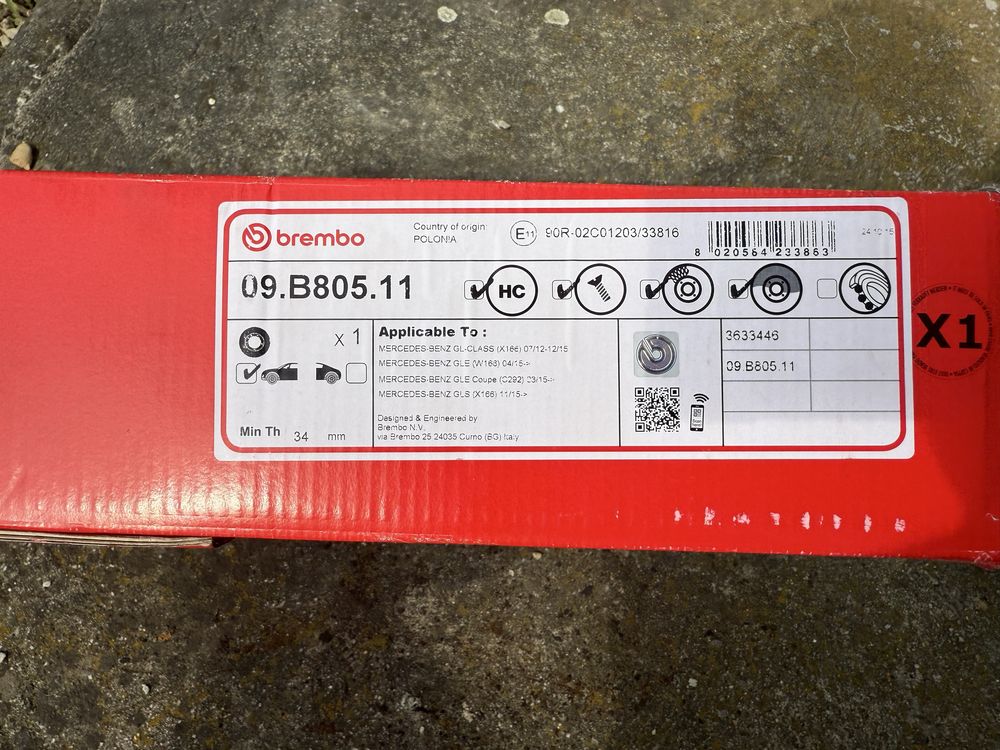 brembo
Country of origin:
POLONIA
E11 90R-02C01203/33816
8 020584 233863
24 10 15
09.B805.11
HC
X1
x 1
Applicable To :
MERCEDES-BENZ GL-CLASS (X166) 07/12-12/15
MERCEDES-BENZ GLE (W166) 04/15->
MERCEDES-BENZ GLE Coupe (C292) 03/15->
MERCEDES-BENZ GLS (X166) 11/15->
Designed & Engineered by
Brembo N.V.
via Brembo 25 24035 Curno (BG) Italy
Min Th 34 mm
3633446
09.B805.11